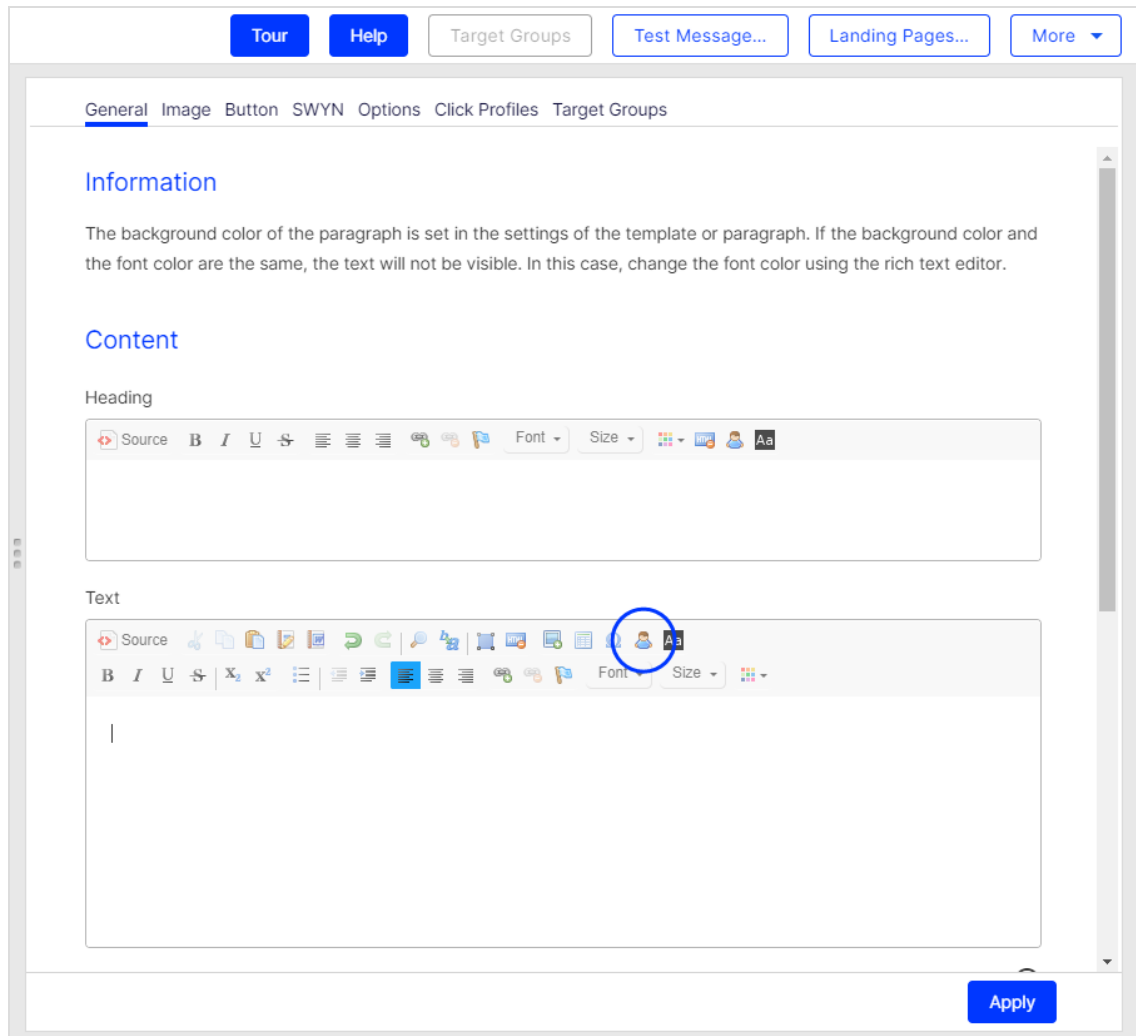 Tour Help Target Groups Test Message... Landing Pages... More
General Image Button SWYN Options Click Profiles Target Groups
Information
The background color of the paragraph is set in the settings of the template or paragraph. If the background color and
the font color are the same, the text will not be visible. In this case, change the font color using the rich text editor.
Content
Heading
Source B I U S Font Size Aa
Text
Source Ω Aa
B I U S X₂ X² Font Size
Apply